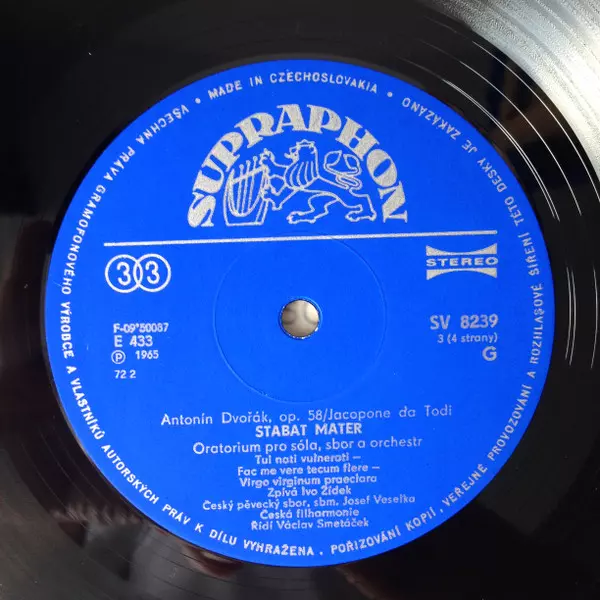 VŠECHNA PRÁVA GRAMOFONOVÉHO VÝROBCE A VLASTNÍKŮ AUTORSKÝCH PRÁV K DÍLU VYHRAŽENA. POŘIZOVÁNÍ KOPIÍ, VEŘEJNÉ PROVOZOVÁNÍ A ROZHLASOVÉ ŠÍŘENÍ TÉTO DESKY JE ZAKÁZÁNO • MADE IN CZECHOSLOVAKIA •
SUPRAPHON
33
STEREO
F-09*50087
E 433
Ⓟ 1965
72 2
SV 8239
3 (4 strany)
G
Antonín Dvořák, op. 58/Jacopone da Todi
STABAT MATER
Oratorium pro sóla, sbor a orchestr
Tui nati vulnerati —
Fac me vere tecum flere —
Virgo virginum praeclara
Zpívá Ivo Žídek
Český pěvecký sbor, sbm. Josef Veselka
Česká filharmonie
Řídí Václav Smetáček